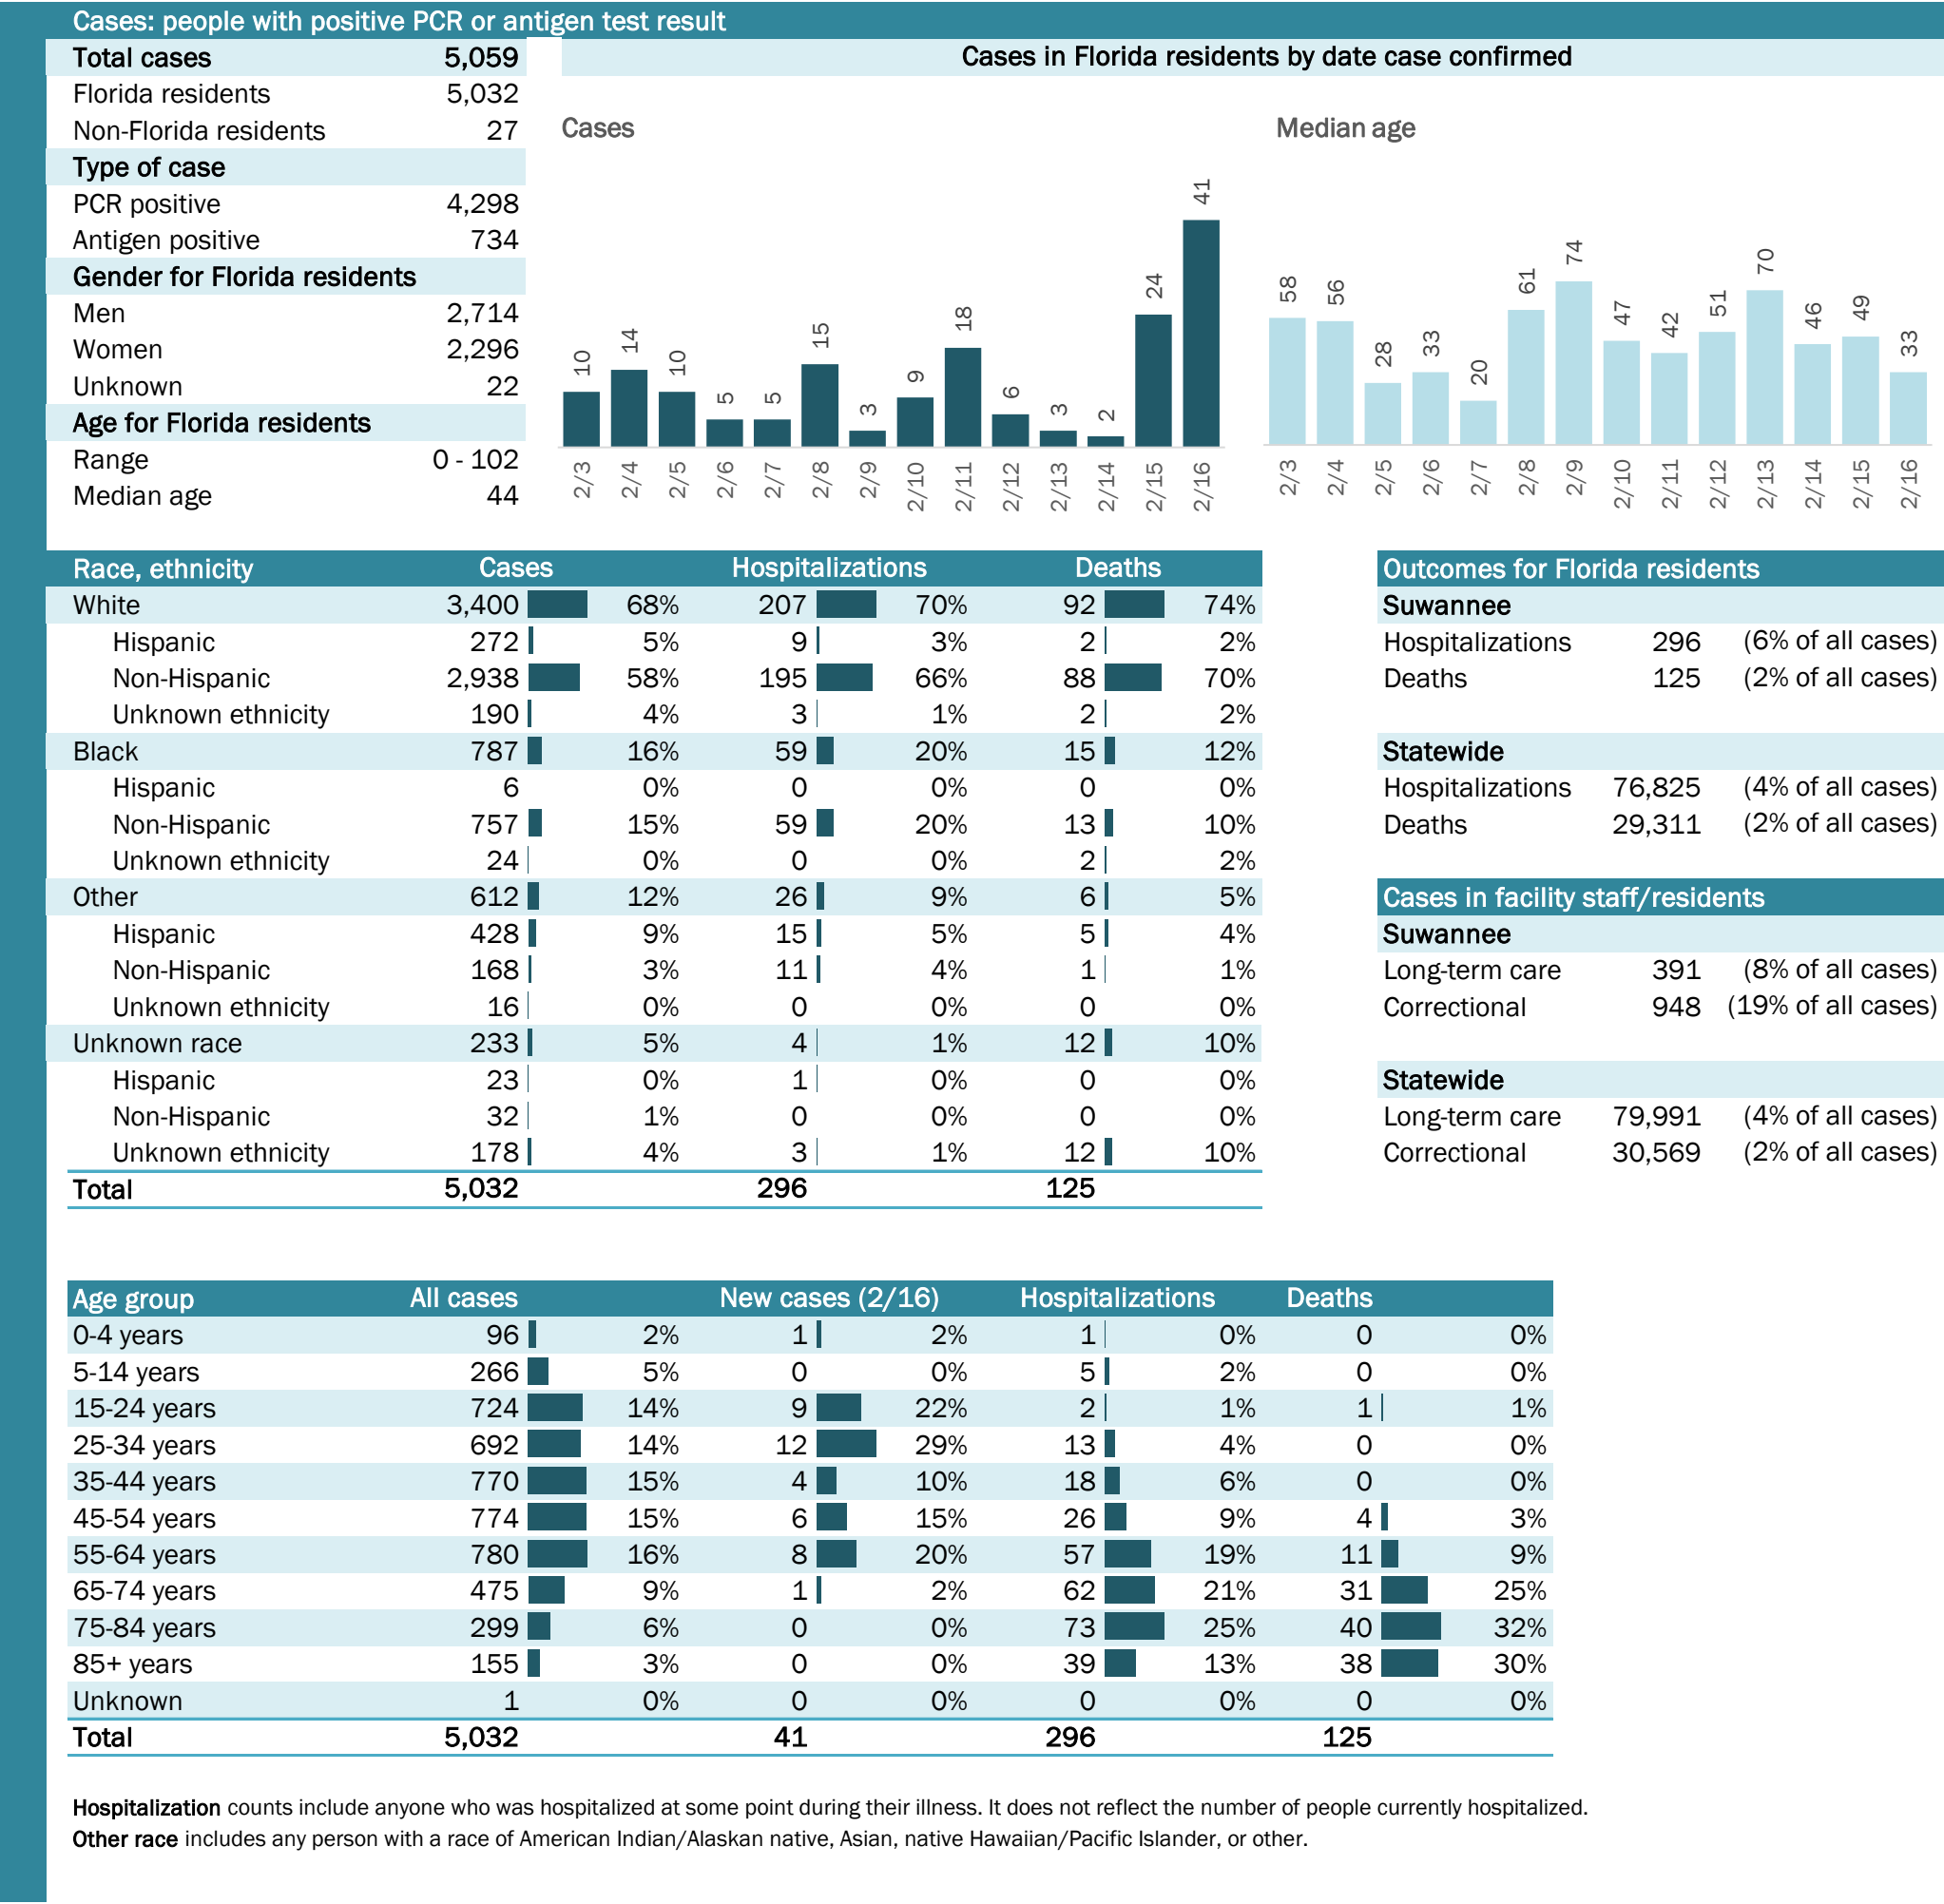 Cases: people with positive PCR or antigen test result
Total cases 5,059
Florida residents 5,032
Non-Florida residents 27
Type of case
PCR positive 4,298
Antigen positive 734
Gender for Florida residents
Men 2,714
Women 2,296
Unknown 22
Age for Florida residents
Range 0 - 102
Median age 44
Cases in Florida residents by date case confirmed
Cases
10 14 10 5 5 15 3 9 18 6 3 2 24 41
2/3 2/4 2/5 2/6 2/7 2/8 2/9 2/10 2/11 2/12 2/13 2/14 2/15 2/16
Median age
58 56 28 33 20 61 74 47 42 51 70 46 49 33
2/3 2/4 2/5 2/6 2/7 2/8 2/9 2/10 2/11 2/12 2/13 2/14 2/15 2/16
Race, ethnicity Cases Hospitalizations Deaths
White 3,400 68% 207 70% 92 74%
Hispanic 272 5% 9 3% 2 2%
Non-Hispanic 2,938 58% 195 66% 88 70%
Unknown ethnicity 190 4% 3 1% 2 2%
Black 787 16% 59 20% 15 12%
Hispanic 6 0% 0 0% 0 0%
Non-Hispanic 757 15% 59 20% 13 10%
Unknown ethnicity 24 0% 0 0% 2 2%
Other 612 12% 26 9% 6 5%
Hispanic 428 9% 15 5% 5 4%
Non-Hispanic 168 3% 11 4% 1 1%
Unknown ethnicity 16 0% 0 0% 0 0%
Unknown race 233 5% 4 1% 12 10%
Hispanic 23 0% 1 0% 0 0%
Non-Hispanic 32 1% 0 0% 0 0%
Unknown ethnicity 178 4% 3 1% 12 10%
Total 5,032 296 125
Outcomes for Florida residents
Suwannee
Hospitalizations 296 (6% of all cases)
Deaths 125 (2% of all cases)
Statewide
Hospitalizations 76,825 (4% of all cases)
Deaths 29,311 (2% of all cases)
Cases in facility staff/residents
Suwannee
Long-term care 391 (8% of all cases)
Correctional 948 (19% of all cases)
Statewide
Long-term care 79,991 (4% of all cases)
Correctional 30,569 (2% of all cases)
Age group All cases New cases (2/16) Hospitalizations Deaths
0-4 years 96 2% 1 2% 1 0% 0 0%
5-14 years 266 5% 0 0% 5 2% 0 0%
15-24 years 724 14% 9 22% 2 1% 1 1%
25-34 years 692 14% 12 29% 13 4% 0 0%
35-44 years 770 15% 4 10% 18 6% 0 0%
45-54 years 774 15% 6 15% 26 9% 4 3%
55-64 years 780 16% 8 20% 57 19% 11 9%
65-74 years 475 9% 1 2% 62 21% 31 25%
75-84 years 299 6% 0 0% 73 25% 40 32%
85+ years 155 3% 0 0% 39 13% 38 30%
Unknown 1 0% 0 0% 0 0% 0 0%
Total 5,032 41 296 125
Hospitalization counts include anyone who was hospitalized at some point during their illness. It does not reflect the number of people currently hospitalized.
Other race includes any person with a race of American Indian/Alaskan native, Asian, native Hawaiian/Pacific Islander, or other.